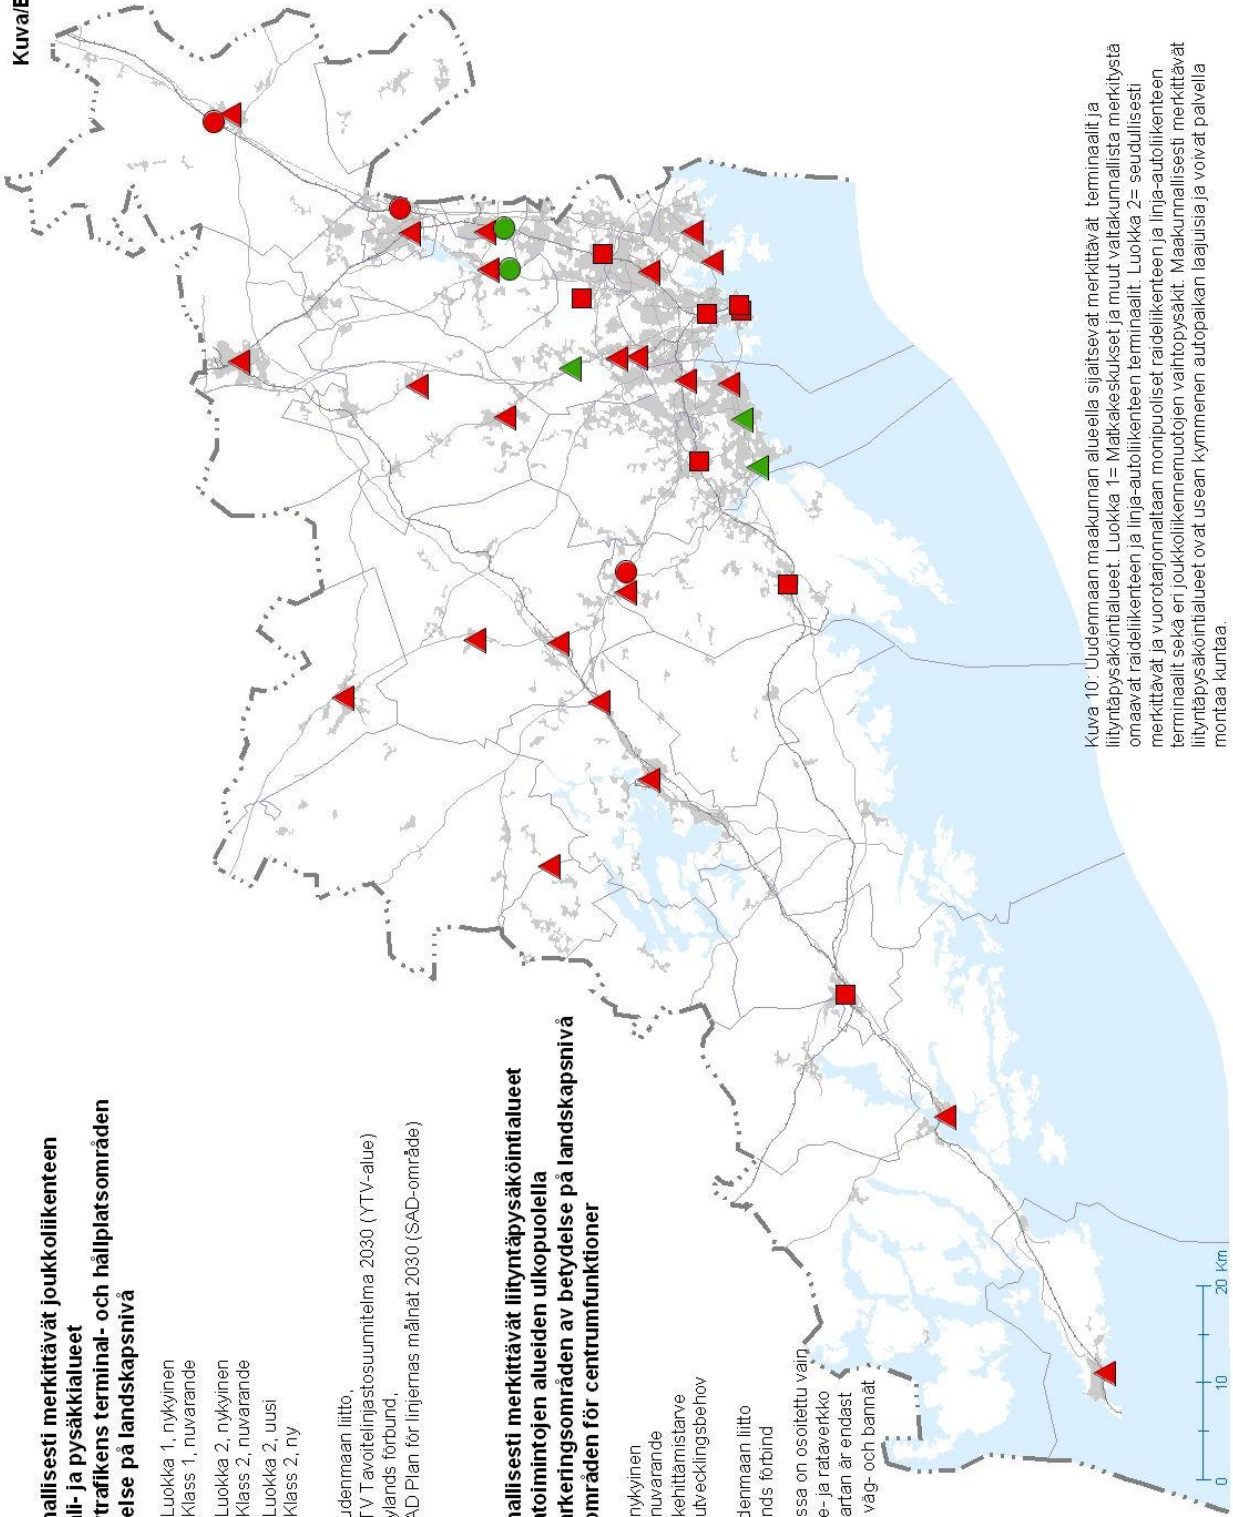 Kuva/B
nallisesti merkittävät joukkoliikenteen
ali- ja pysäkkialueet
trafikens terminal- och hållplatsområden
else på landskapsnivå
Luokka 1, nykyinen
Klass 1, nuvarande
Luokka 2, nykyinen
Klass 2, nuvarande
Luokka 2, uusi
Klass 2, ny
udenmaan liitto,
TV Tavoitelinjastosuunnitelma 2030 (YTV-alue)
ylands förbund,
AD Plan för linjernas målnät 2030 (SAD-område)
nallisesti merkittävät liityntäpysäköintialueet
atoimintojen alueiden ulkopuolella
arkeringsområden av betydelse på landskapsnivå
områden för centrumfunktioner
nykyinen
nuvarande
kehittämistarve
utvecklingsbehov
denmaan liitto
nds förbind
ssa on osoitettu vain
e- ja rataverkko
artan är endast
väg- och bannät
0 10 20 Km
Kuva 10: Uudenmaan maakunnan alueella sijaitsevat merkittävät terminaalit ja
liityntäpysäköintialueet. Luokka 1= Matkakeskukset ja muut valtakunnallista merkitystä
omaavat raideliikenteen ja linja-autoliikenteen terminaalit. Luokka 2= seudullisesti
merkittävät ja vuorotarjonnaltaan monipuoliset raideliikenteen ja linja-autoliikenteen
terminaalit sekä eri joukkoliikennemuotojen vaihtopysäkit. Maakunnallisesti merkittävät
liityntäpysäköintialueet ovat usean kymmenen autopaikan laajuisia ja voivat palvella
montaa kuntaa.